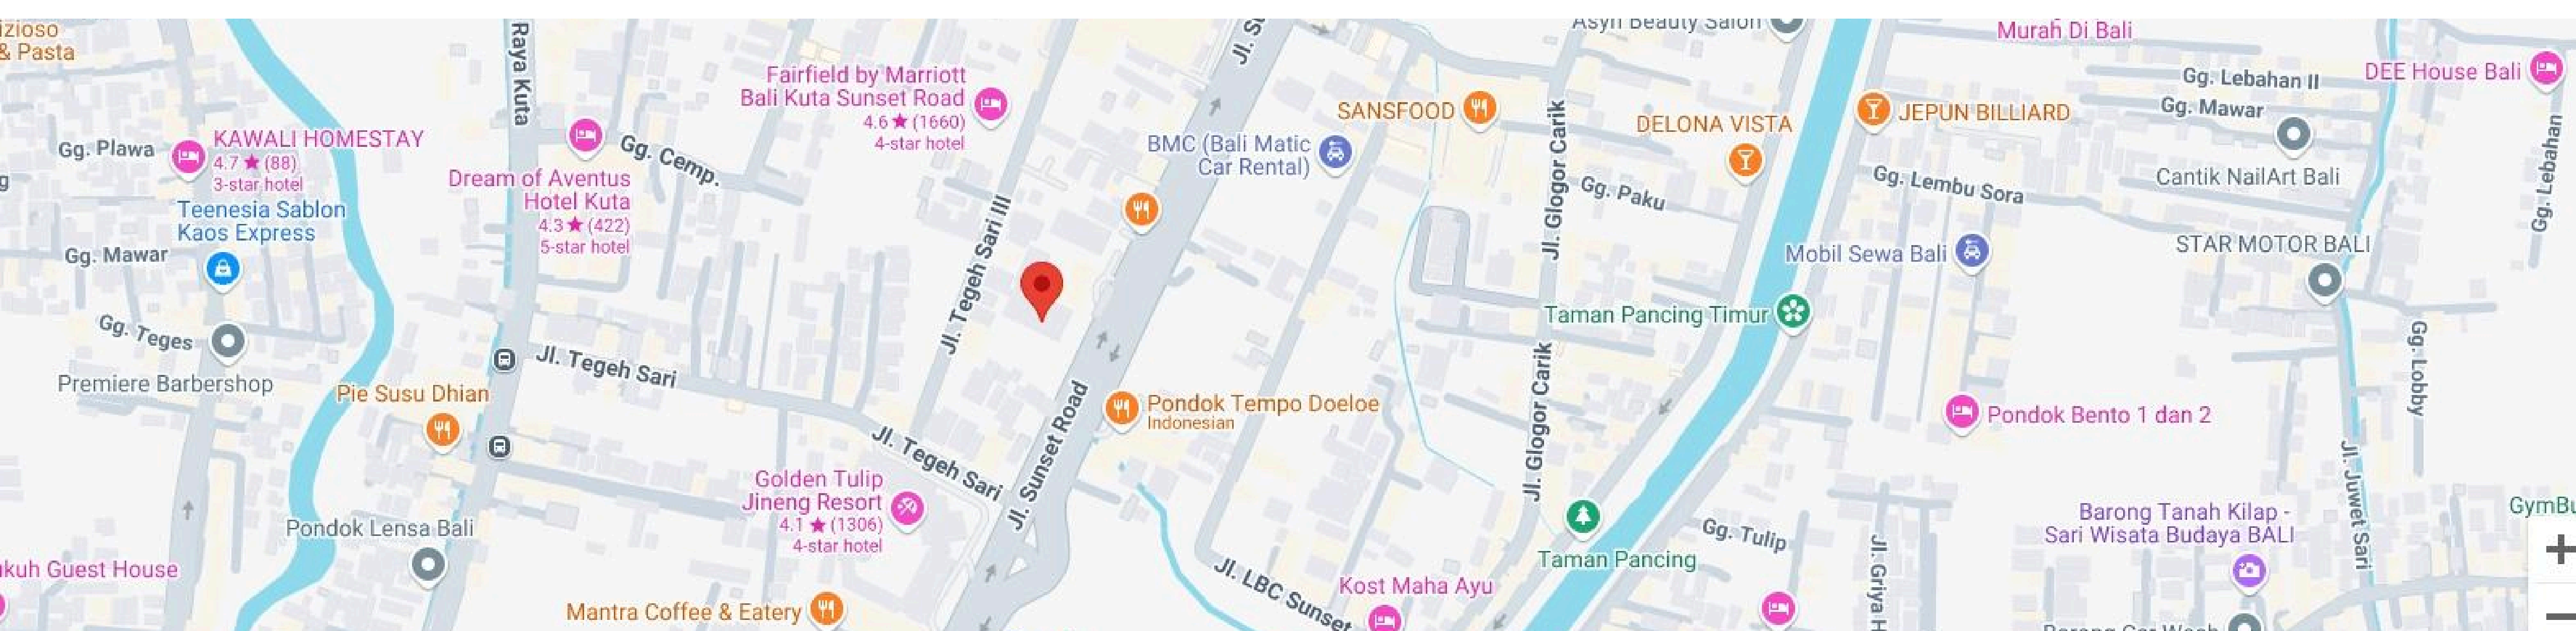 & Pasta
Raya Kuta
Gg. Plawa
KAWALI HOMESTAY
4.7 ★ (88)
3-star hotel
Teenesia Sablon
Kaos Express
Gg. Mawar
Gg. Teges
Premiere Barbershop
Pie Susu Dhian
Pondok Lensa Bali
Guest House
Gg. Cemp.
Dream of Aventus
Hotel Kuta
4.3 ★ (422)
5-star hotel
Fairfield by Marriott
Bali Kuta Sunset Road
4.6 ★ (1660)
4-star hotel
Jl. Tegeh Sari III
Jl. Tegeh Sari
Jl. Tegeh Sari
Golden Tulip
Jineng Resort
4.1 ★ (1306)
4-star hotel
Mantra Coffee & Eatery
Jl. Sunset Road
BMC (Bali Matic
Car Rental)
Pondok Tempo Doeloe
Indonesian
Jl. LBC Sunset
Kost Maha Ayu
SANSFOOD
Asyn Beauty Salon
Jl. Glogor Carik
Jl. Glogor Carik
DELONA VISTA
Gg. Paku
Taman Pancing Timur
Taman Pancing
JEPUN BILLIARD
Gg. Lembu Sora
Mobil Sewa Bali
Pondok Bento 1 dan 2
Gg. Tulip
Jl. Griya
Murah Di Bali
Gg. Lebahan II
Gg. Mawar
Cantik NailArt Bali
STAR MOTOR BALI
DEE House Bali
Gg. Lebahan
Gg. Lobby
Jl. Juwet Sari
Barong Tanah Kilap -
Sari Wisata Budaya BALI
+